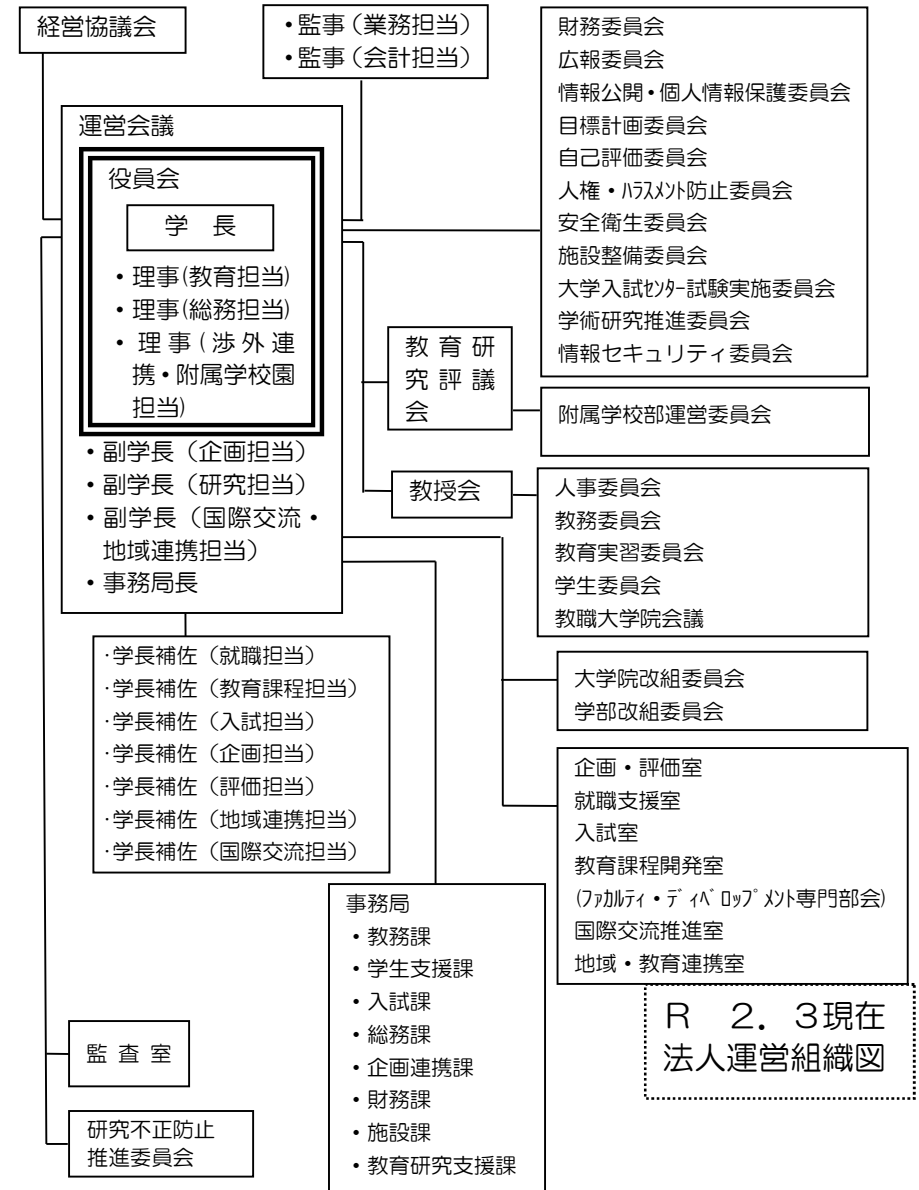 経営協議会
・監事（業務担当）
・監事（会計担当）
財務委員会
広報委員会
情報公開・個人情報保護委員会
目標計画委員会
自己評価委員会
人権・ﾊﾗｽﾒﾝﾄ防止委員会
安全衛生委員会
施設整備委員会
大学入試ｾﾝﾀｰ試験実施委員会
学術研究推進委員会
情報セキュリティ委員会
運営会議
役員会
学　長
・理事(教育担当)
・理事(総務担当)
・理事(渉外連
携・附属学校園
担当)
・副学長（企画担当）
・副学長（研究担当）
・副学長（国際交流・
地域連携担当）
・事務局長
教育研
究評議
会
附属学校部運営委員会
教授会
人事委員会
教務委員会
教育実習委員会
学生委員会
教職大学院会議
・学長補佐（就職担当）
・学長補佐（教育課程担当）
・学長補佐（入試担当）
・学長補佐（企画担当）
・学長補佐（評価担当）
・学長補佐（地域連携担当）
・学長補佐（国際交流担当）
大学院改組委員会
学部改組委員会
企画・評価室
就職支援室
入試室
教育課程開発室
(ﾌｧｶﾙﾃｨ・ﾃﾞｨﾍﾞﾛｯﾌﾟﾒﾝﾄ専門部会)
国際交流推進室
地域・教育連携室
事務局
・教務課
・学生支援課
・入試課
・総務課
・企画連携課
・財務課
・施設課
・教育研究支援課
監査室
研究不正防止
推進委員会
Ｒ　２．３現在
法人運営組織図